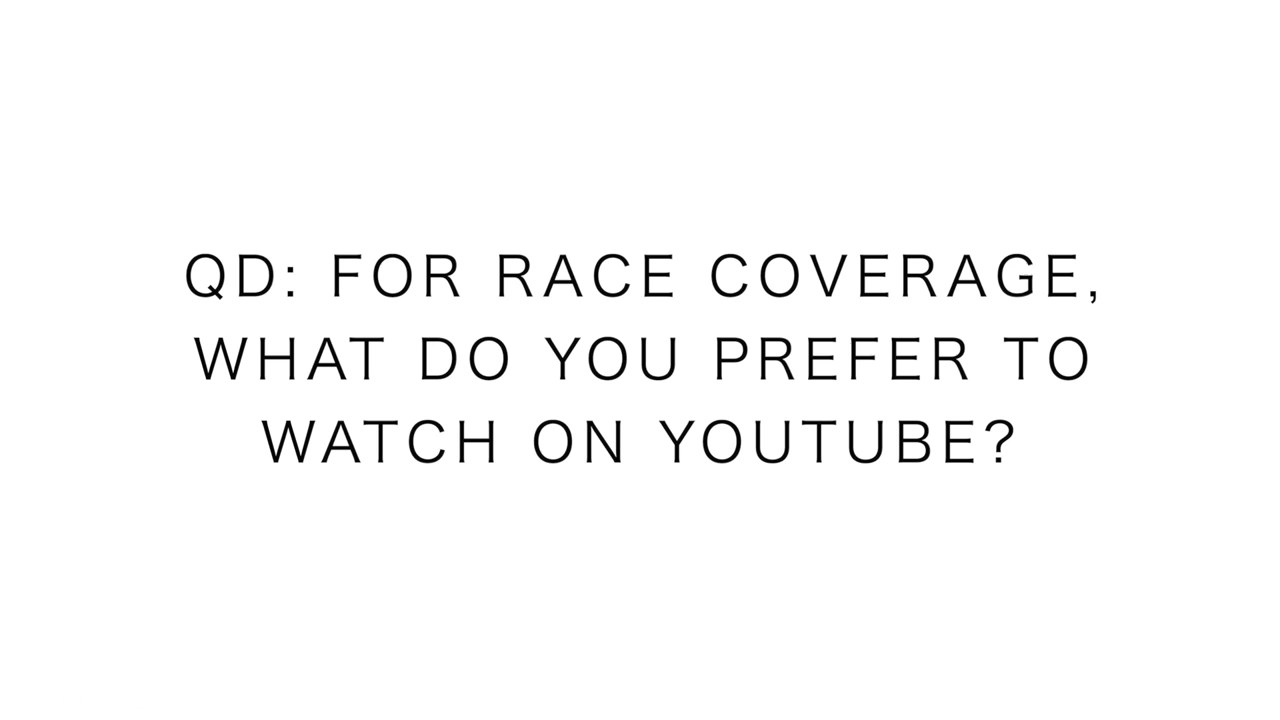 QD: FOR RACE COVERAGE,
WHAT DO YOU PREFER TO
WATCH ON YOUTUBE?